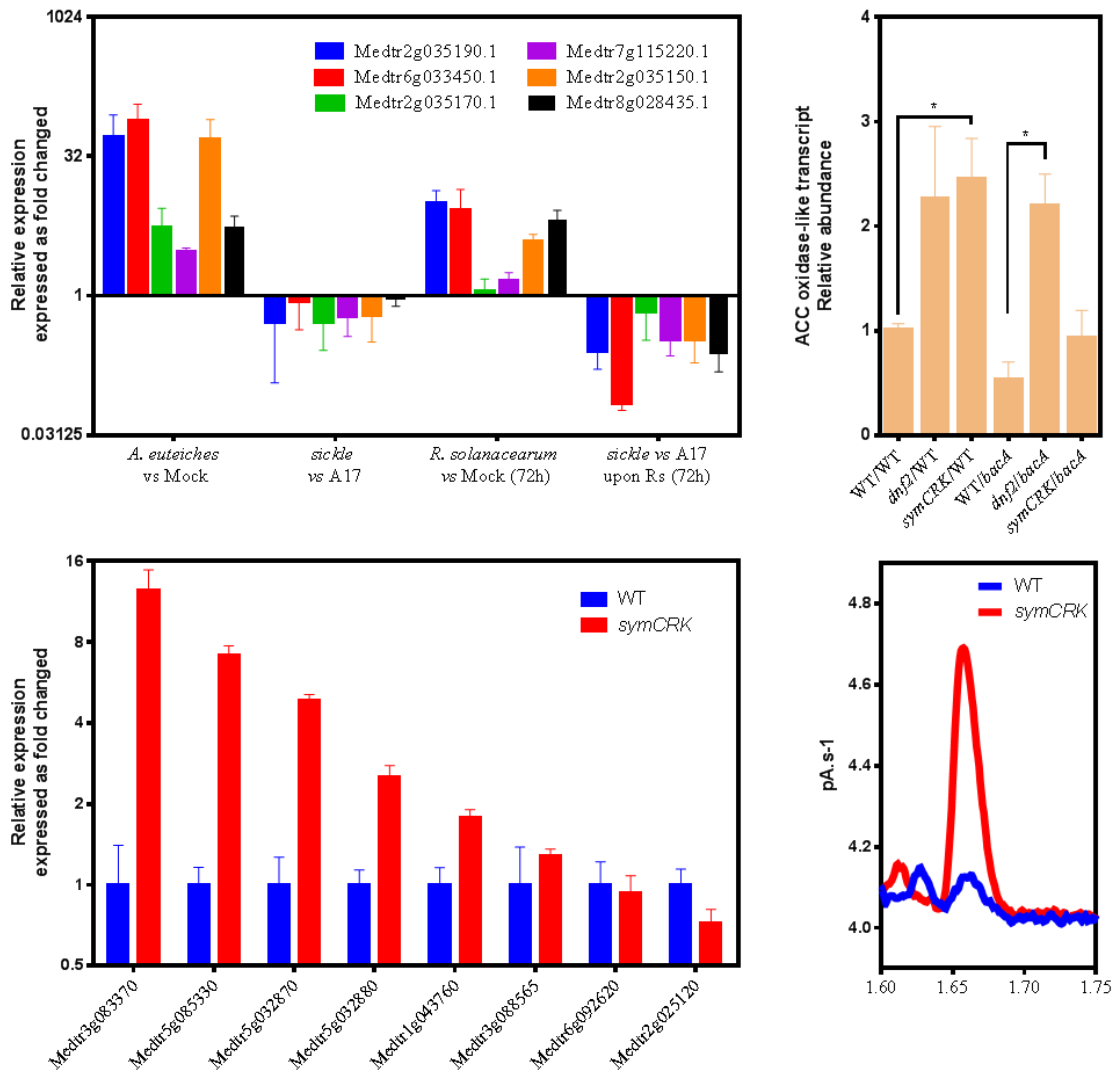 1024
32
1
0.03125
Relative expression
expressed as fold changed
Medtr2g035190.1
Medtr6g033450.1
Medtr2g035170.1
Medtr7g115220.1
Medtr2g035150.1
Medtr8g028435.1
A. euteiches
vs Mock
sickle
vs A17
R. solanacearum
vs Mock (72h)
sickle vs A17
upon Rs (72h)
4
3
2
1
0
ACC oxidase-like transcript
Relative abundance
*
*
WT/WT
dnf2/WT
symCRK/WT
WT/bacA
dnf2/bacA
symCRK/bacA
16
8
4
2
1
0.5
Relative expression
expressed as fold changed
WT
symCRK
Medtr3g083370
Medtr5g085330
Medtr5g032870
Medtr5g032880
Medtr1g043760
Medtr3g088565
Medtr6g092620
Medtr2g025120
4.8
4.6
4.4
4.2
4.0
pA.s-1
WT
symCRK
1.60
1.65
1.70
1.75